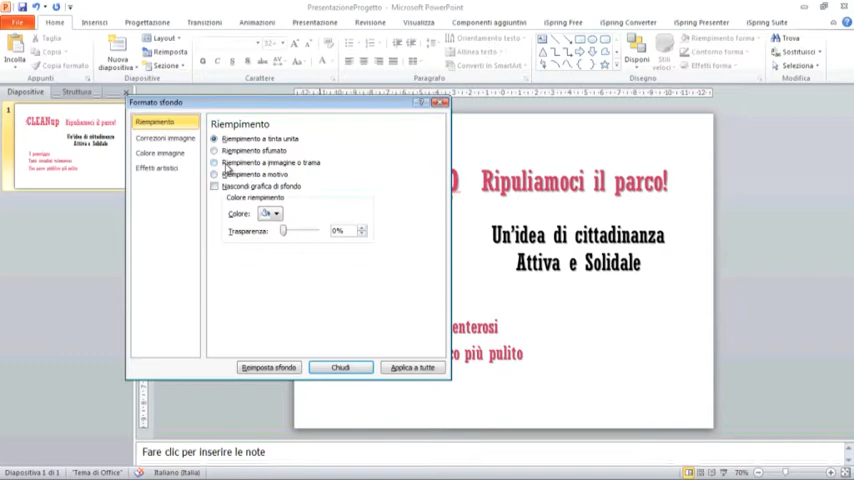 PresentazioneProgetto - Microsoft PowerPoint
File Home Inserisci Progettazione Transizioni Animazioni Presentazione Revisione Visualizza Componenti aggiuntivi iSpring Free iSpring Converter iSpring Presenter iSpring Suite
Incolla
Taglia
Copia
Copia formato
Appunti
Nuova diapositiva
Layout
Reimposta
Sezione
Diapositive
32+
G C S
Carattere
Paragrafo
Orientamento testo
Allinea testo
Converti in SmartArt
Disponi
Stili veloci
Riempimento forma
Contorno forma
Effetti forma
Disegno
Trova
Sostituisci
Seleziona
Modifica
Diapositive Struttura
1
CLEANup Ripuliamoci il parco!
Un'idea di cittadinanza
Attiva e Solidale
Formato sfondo
Riempimento
Correzioni immagine
Colore immagine
Effetti artistici
Riempimento
Riempimento a tinta unita
Riempimento sfumato
Riempimento a immagine o trama
Riempimento a motivo
Nascondi grafica di sfondo
Colore riempimento
Colore:
Trasparenza: 0%
Reimposta sfondo Chiudi Applica a tutte
Ripuliamoci il parco!
Un'idea di cittadinanza
Attiva e Solidale
enterosi
co più pulito
Fare clic per inserire le note
Diapositiva 1 di 1 "Tema di Office" Italiano (Italia) 70%